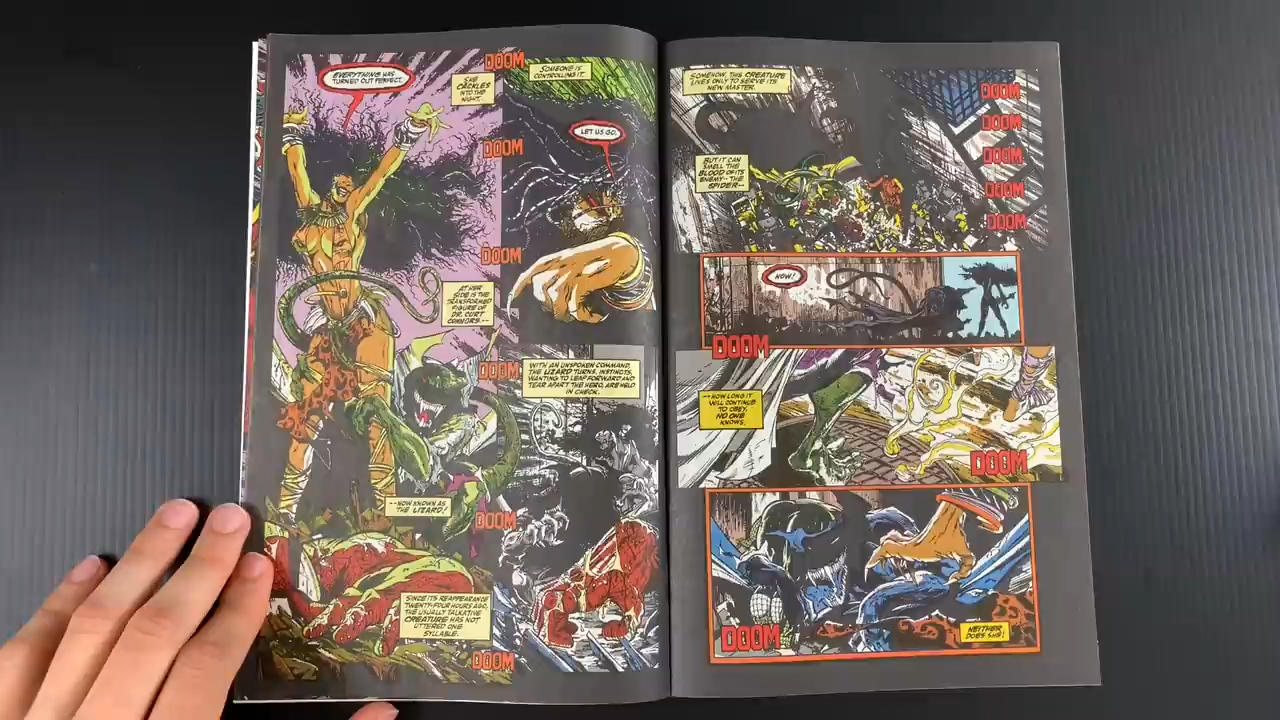 EVERYTHING HAS
TURNED OUT PERFECT.
SHE
CACKLES
INTO THE
NIGHT.
DOOM
SOMEONE IS
CONTROLLING IT.
LET US GO.
DOOM
DOOM
AT HER
SIDE IS THE
TRANSFORMED
FIGURE OF
DR. CURT
CONNORS--
DOOM
WITH AN UNSPOKEN COMMAND,
THE LIZARD TURNS. INSTINCTS,
WANTING TO LEAP FORWARD AND
TEAR APART THE HERO, ARE HELD
IN CHECK.
--NOW KNOWN AS
THE LIZARD!
DOOM
SINCE ITS REAPPEARANCE
TWENTY-FOUR HOURS AGO,
THE USUALLY TALKATIVE
CREATURE HAS NOT
UTTERED ONE
SYLLABLE.
DOOM
SOMEHOW, THIS CREATURE
LIVES ONLY TO SERVE ITS
NEW MASTER.
DOOM
DOOM
DOOM
DOOM
DOOM
BUT IT CAN
SMELL THE
BLOOD OF ITS
ENEMY--THE
SPIDER--
NOW!
DOOM
--HOW LONG IT
WILL CONTINUE
TO OBEY,
NO ONE
KNOWS.
DOOM
DOOM
NEITHER
DOES SHE!